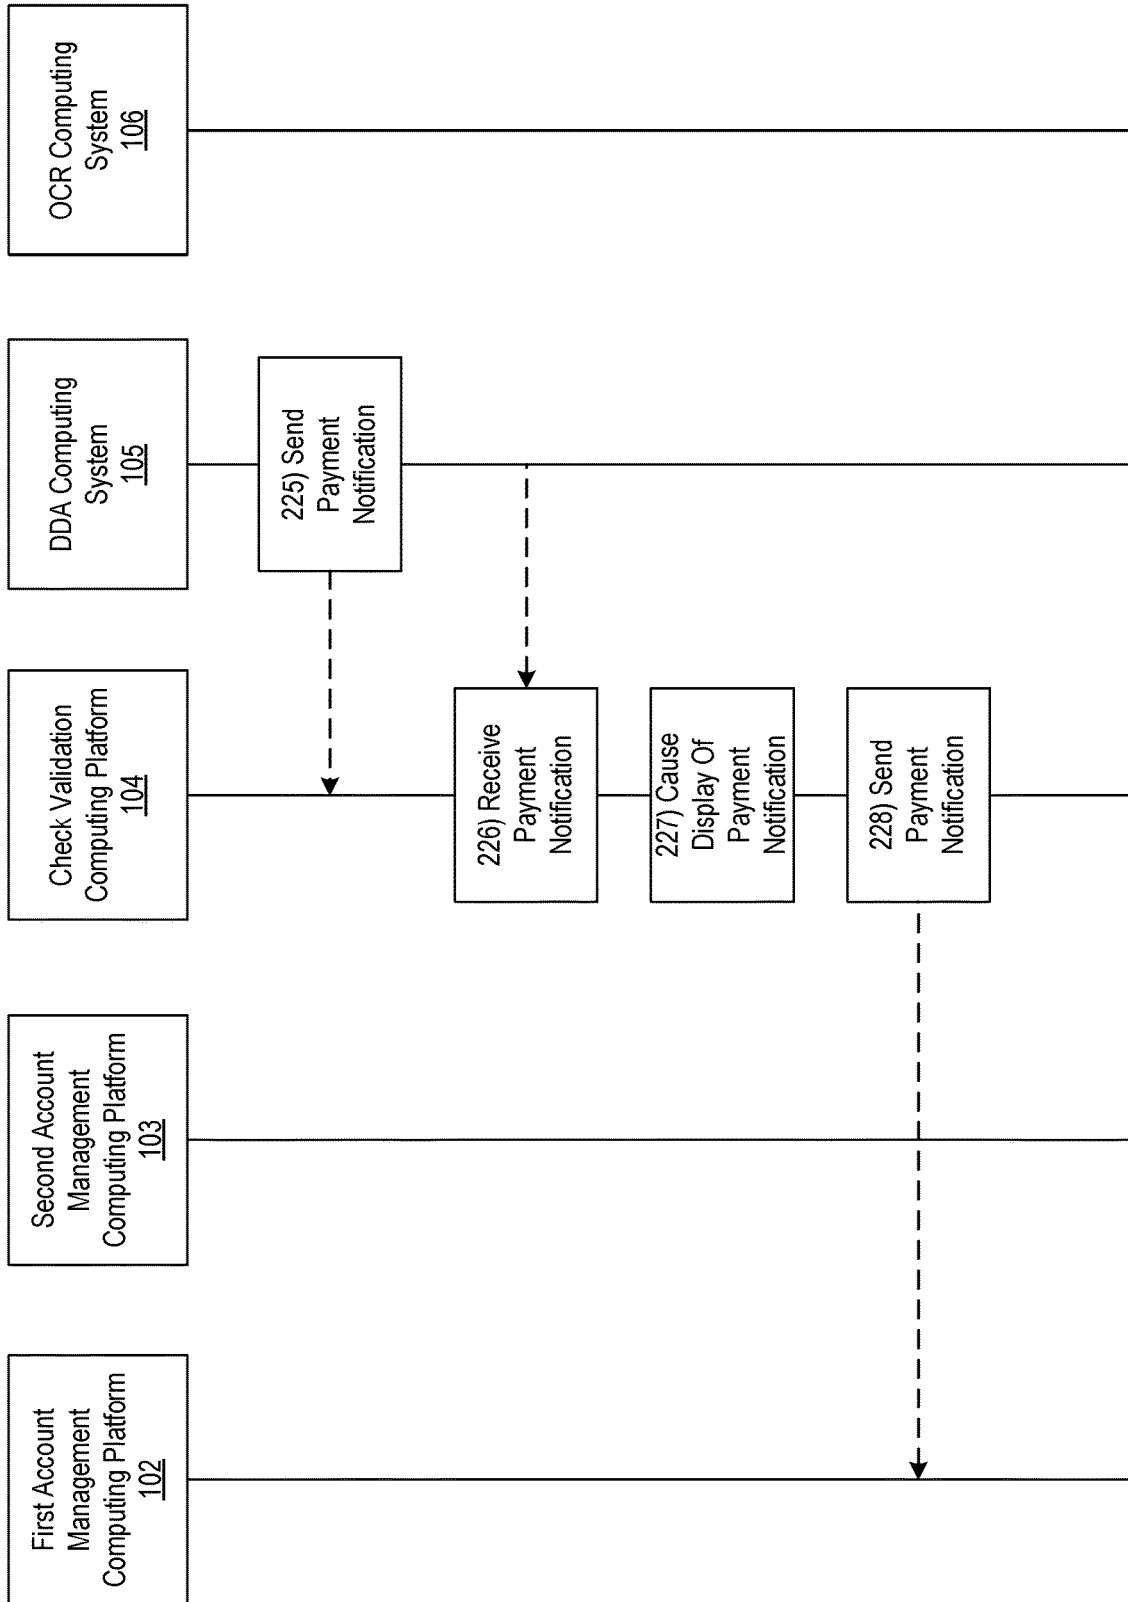 First Account
Management
Computing Platform
102
Second Account
Management
Computing Platform
103
Check Validation
Computing Platform
104
DDA Computing
System
105
OCR Computing
System
106
225) Send
Payment
Notification
226) Receive
Payment
Notification
227) Cause
Display Of
Payment
Notification
228) Send
Payment
Notification